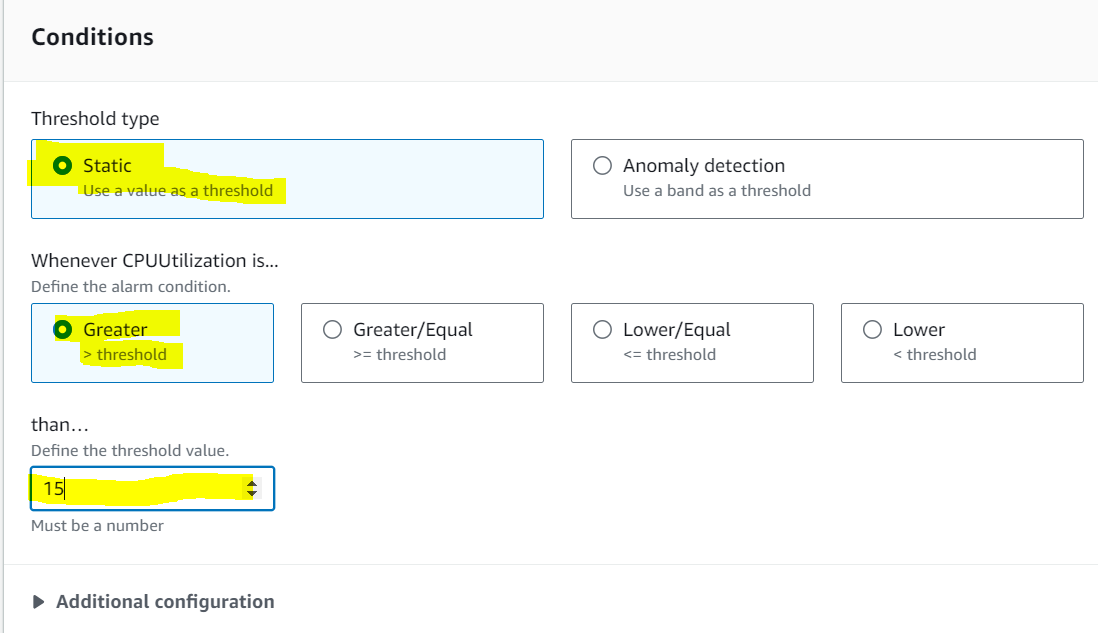 Conditions
Threshold type
Static
Use a value as a threshold
Anomaly detection
Use a band as a threshold
Whenever CPUUtilization is...
Define the alarm condition.
Greater
> threshold
Greater/Equal
>= threshold
Lower/Equal
<= threshold
Lower
< threshold
than…
Define the threshold value.
15
Must be a number
Additional configuration